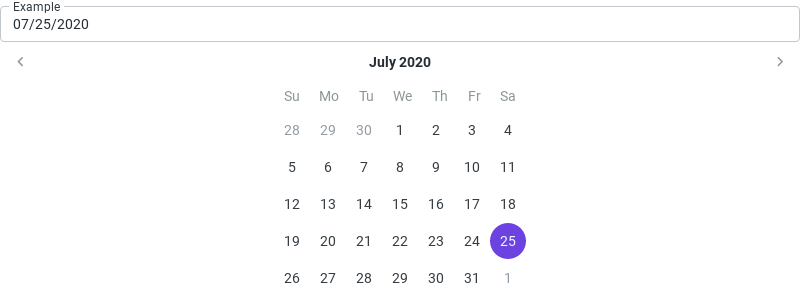 Example
07/25/2020
July 2020
Su Mo Tu We Th Fr Sa
28 29 30 1 2 3 4
5 6 7 8 9 10 11
12 13 14 15 16 17 18
19 20 21 22 23 24 25
26 27 28 29 30 31 1